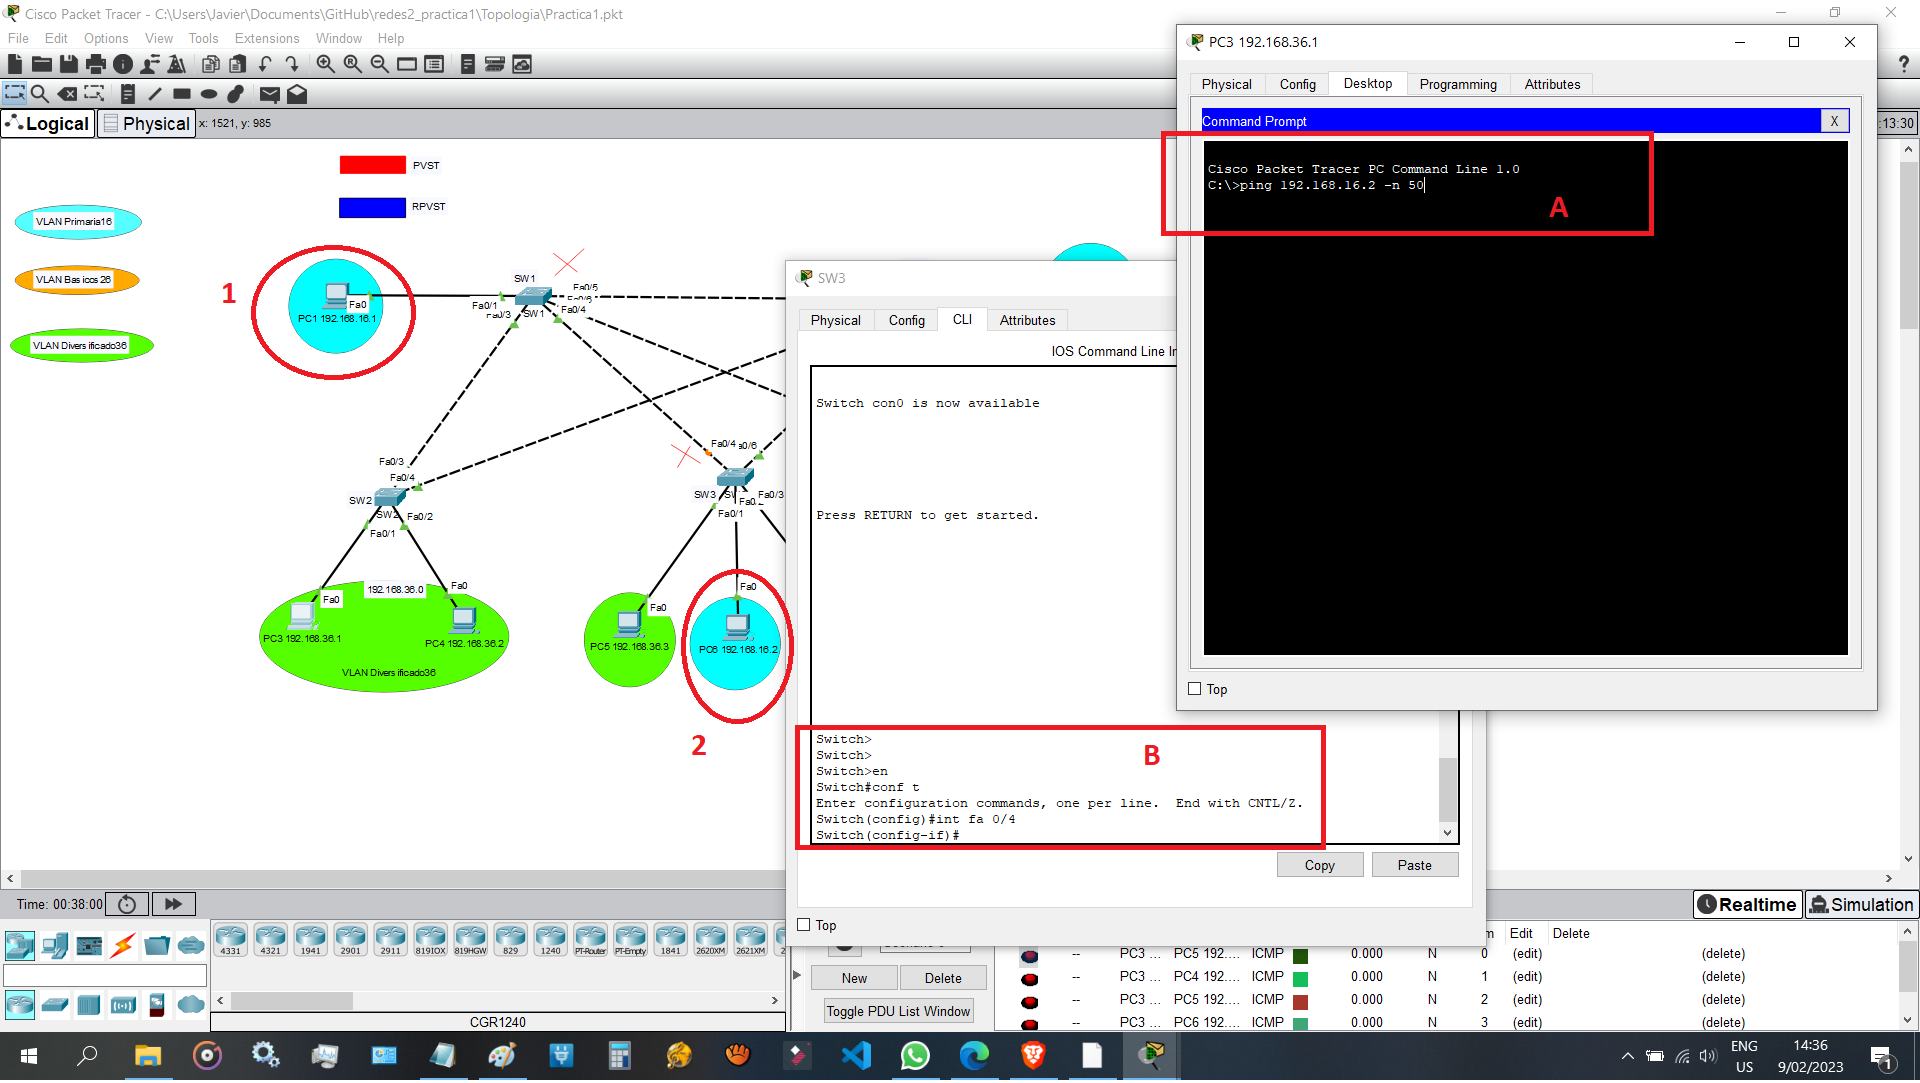 Cisco Packet Tracer - C:\Users\Javier\Documents\GitHub\redes2_practica1\Topologia\Practica1.pkt
File Edit Options View Tools Extensions Window Help
Logical
Physical
x: 1521, y: 985
:13:30
PVST
RPVST
VLAN Primaria16
VLAN Basicos26
VLAN Diversificado36
1
Fa0
PC1 192.168.16.1
SW1
Fa0/1
Fa0/3
SW1
Fa0/5
Fa0/6
Fa0/4
Fa0/3
Fa0/4
SW2
SW2
Fa0/2
Fa0/1
Fa0/4
a0/6
SW3
Fa0/3
Fa0/1
192.168.36.0
Fa0
Fa0
PC3 192.168.36.1
PC4 192.168.36.2
VLAN Diversificado36
Fa0
PC5 192.168.36.3
Fa0
PC6 192.168.16.2
2
SW3
Physical Config CLI Attributes
IOS Command Line In
Switch con0 is now available
Press RETURN to get started.
Switch>
Switch>
Switch>en
Switch#conf t
Enter configuration commands, one per line. End with CNTL/Z.
Switch(config)#int fa 0/4
Switch(config-if)#
B
Copy
Paste
Top
PC3 192.168.36.1
Physical Config Desktop Programming Attributes
Command Prompt
X
Cisco Packet Tracer PC Command Line 1.0
C:\>ping 192.168.16.2 -n 50
A
Top
Time: 00:38:00
Realtime
Simulation
4331 4321 1941 2901 2911 819IOX 819HGW 829 1240 PT-Router PT-Empty 1841 2620XM 2621XM
CGR1240
New
Delete
Toggle PDU List Window
m Edit Delete
-- PC3 ... PC5 192.... ICMP 0.000 N 0 (edit) (delete)
-- PC3 ... PC4 192.... ICMP 0.000 N 1 (edit) (delete)
-- PC3 ... PC5 192.... ICMP 0.000 N 2 (edit) (delete)
-- PC3 ... PC6 192.... ICMP 0.000 N 3 (edit) (delete)
ENG
US
14:36
9/02/2023
1